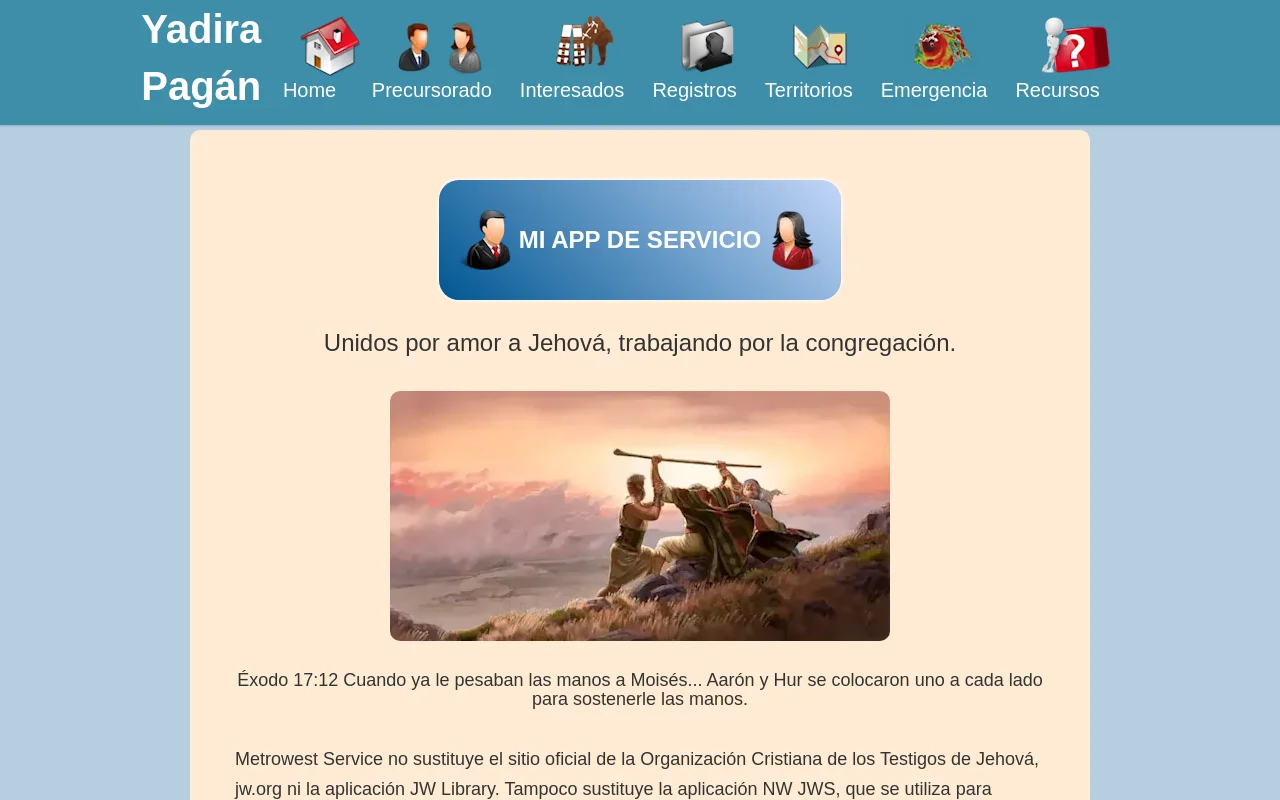 Yadira
Pagán
Home
Precursorado
Interesados
Registros
Territorios
Emergencia
Recursos
MI APP DE SERVICIO
Unidos por amor a Jehová, trabajando por la congregación.
Éxodo 17:12 Cuando ya le pesaban las manos a Moisés... Aarón y Hur se colocaron uno a cada lado
para sostenerle las manos.
Metrowest Service no sustituye el sitio oficial de la Organización Cristiana de los Testigos de Jehová,
jw.org ni la aplicación JW Library. Tampoco sustituye la aplicación NW JWS, que se utiliza para